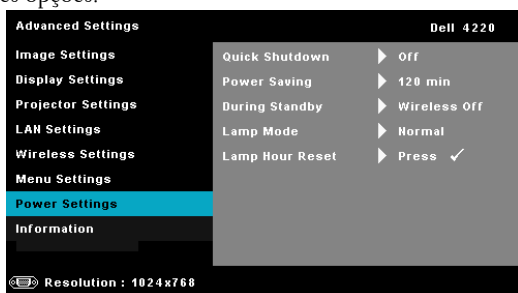 es opções.
Advanced Settings Dell 4220
Image Settings Quick Shutdown Off
Display Settings Power Saving 120 min
Projector Settings During Standby Wireless Off
LAN Settings Lamp Mode Normal
Wireless Settings Lamp Hour Reset Press ✓
Menu Settings
Power Settings
Information
Resolution : 1024x768